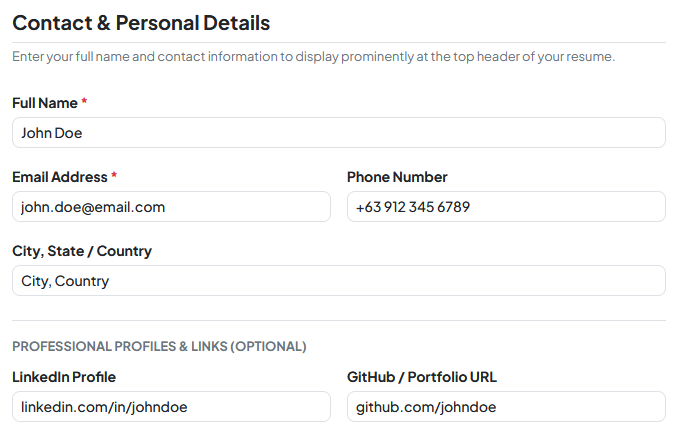 Contact & Personal Details
Enter your full name and contact information to display prominently at the top header of your resume.
Full Name *
John Doe
Email Address *
Phone Number
john.doe@email.com
+63 912 345 6789
City, State / Country
City, Country
PROFESSIONAL PROFILES & LINKS (OPTIONAL)
LinkedIn Profile
GitHub / Portfolio URL
linkedin.com/in/johndoe
github.com/johndoe